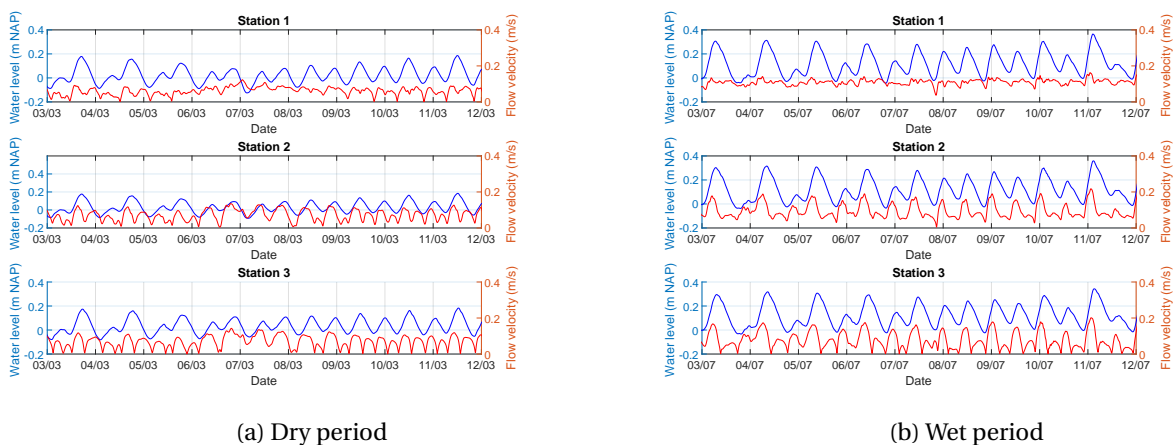 Station 1
Water level (m NAP)
0.4
0.2
0
-0.2
Flow velocity (m/s)
0.4
0.2
0
03/03 04/03 05/03 06/03 07/03 08/03 09/03 10/03 11/03 12/03
Date
Station 2
Water level (m NAP)
0.4
0.2
0
-0.2
Flow velocity (m/s)
0.4
0.2
0
03/03 04/03 05/03 06/03 07/03 08/03 09/03 10/03 11/03 12/03
Date
Station 3
Water level (m NAP)
0.4
0.2
0
-0.2
Flow velocity (m/s)
0.4
0.2
0
03/03 04/03 05/03 06/03 07/03 08/03 09/03 10/03 11/03 12/03
Date
(a) Dry period
Station 1
Water level (m NAP)
0.4
0.2
0
-0.2
Flow velocity (m/s)
0.4
0.2
0
03/07 04/07 05/07 06/07 07/07 08/07 09/07 10/07 11/07 12/07
Date
Station 2
Water level (m NAP)
0.4
0.2
0
-0.2
Flow velocity (m/s)
0.4
0.2
0
03/07 04/07 05/07 06/07 07/07 08/07 09/07 10/07 11/07 12/07
Date
Station 3
Water level (m NAP)
0.4
0.2
0
-0.2
Flow velocity (m/s)
0.4
0.2
0
03/07 04/07 05/07 06/07 07/07 08/07 09/07 10/07 11/07 12/07
Date
(b) Wet period